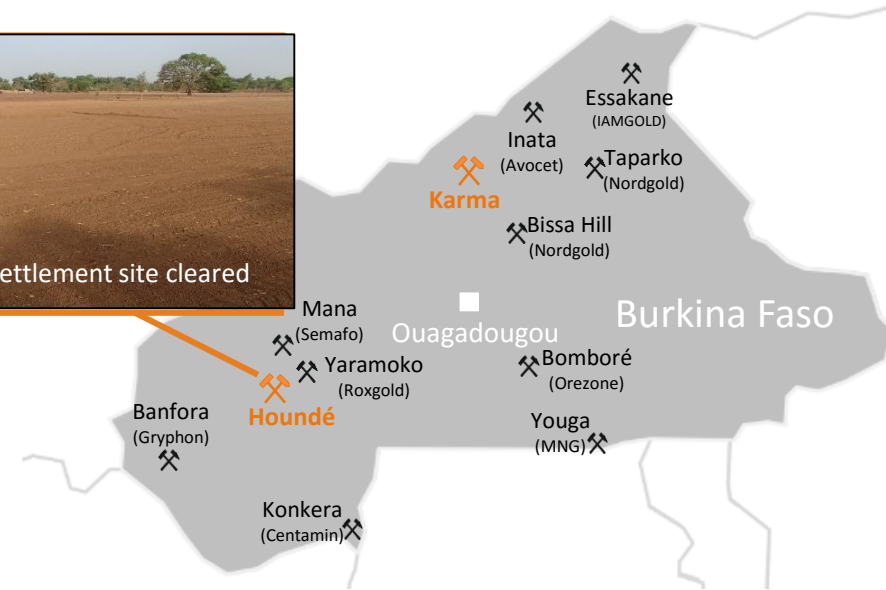 Essakane
(IAMGOLD)
Inata
(Avocet)
Taparko
(Nordgold)
Karma
Bissa Hill
(Nordgold)
ettlement site cleared
Mana
(Semafo)
Ouagadougou
Burkina Faso
Yaramoko
(Roxgold)
Bomboré
(Orezone)
Houndé
Banfora
(Gryphon)
Youga
(MNG)
Konkera
(Centamin)